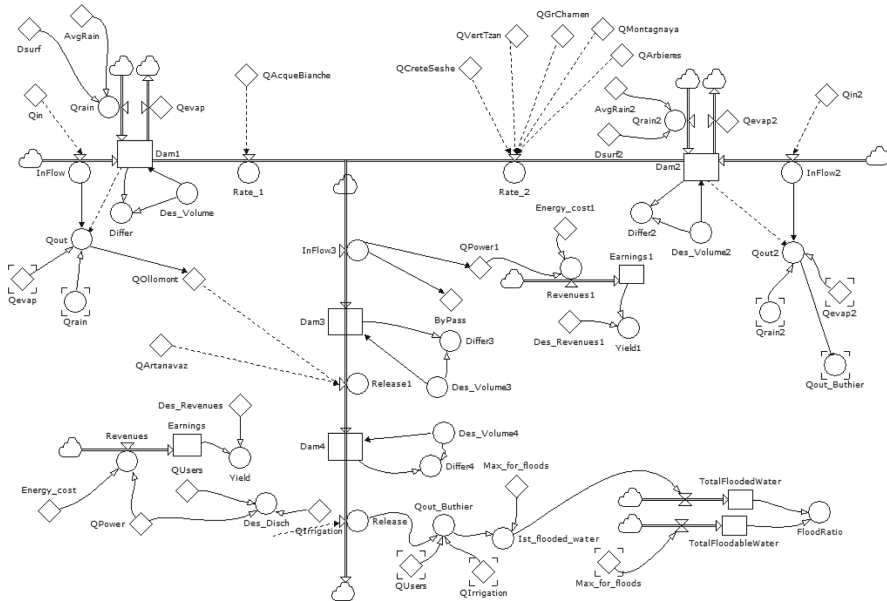 Dsurf
AvgRain
Qin
Qrain
Qevap
QAcqueBianche
QVertTzan
QGrChamen
QMontagnaya
QArbieres
QCreteSeshe
AvgRain2
Qrain2
Qevap2
Dsurf2
Qin2
InFlow
Dam1
Rate_1
Rate_2
Dam2
InFlow2
Differ
Des_Volume
Qout
Qevap
Qrain
QOllomont
InFlow3
QPower1
Energy_cost1
Earnings1
Revenues1
ByPass
Des_Revenues1
Yield1
Differ2
Des_Volume2
Qout2
Qrain2
Qevap2
Qout_Buthier
Dam3
Differ3
Des_Volume3
QArtanavaz
Release1
Des_Revenues
Revenues
Earnings
QUsers
Yield
Energy_cost
QPower
Des_Disch
QIrrigation
Dam4
Des_Volume4
Differ4
Max_for_floods
Release
Qout_Buthier
Ist_flooded_water
QUsers
QIrrigation
TotalFloodedWater
TotalFloodableWater
FloodRatio
Max_for_floods